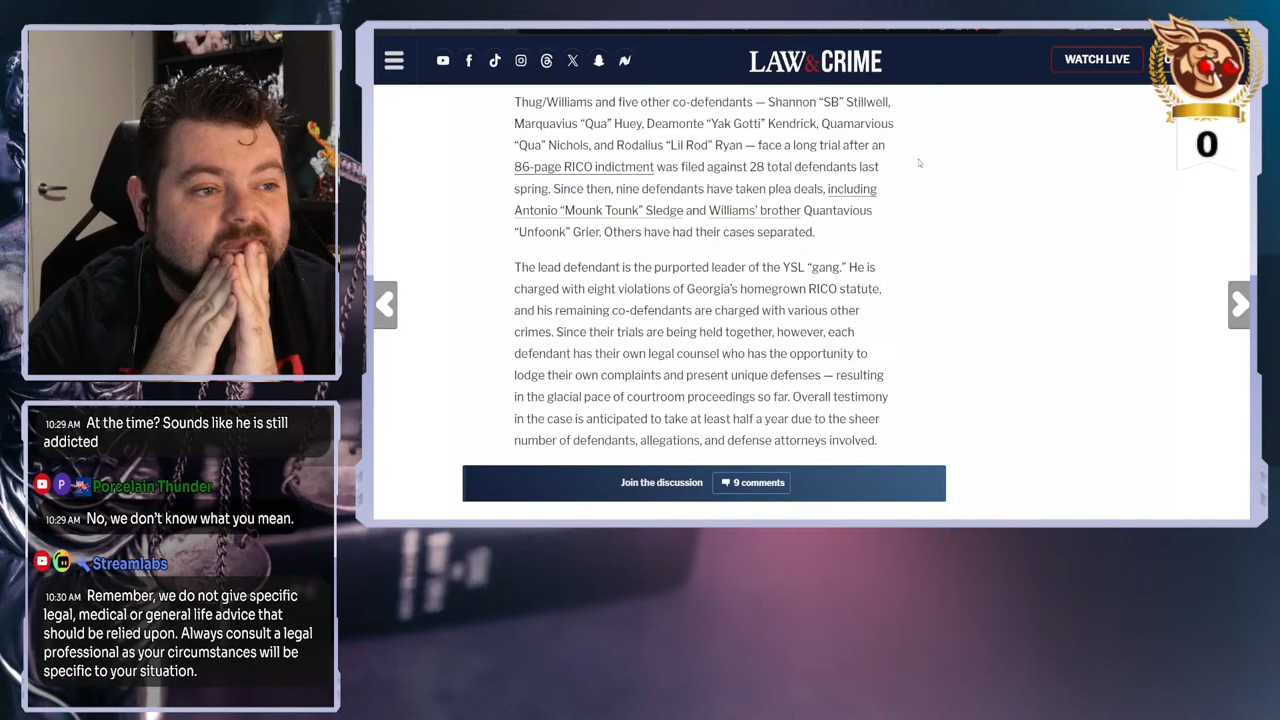 LAW&CRIME
WATCH LIVE
0
Thug/Williams and five other co-defendants — Shannon “SB” Stillwell,
Marquavius “Qua” Huey, Deamonte “Yak Gotti” Kendrick, Quamarvious
“Qua” Nichols, and Rodalius “Lil Rod” Ryan — face a long trial after an
86-page RICO indictment was filed against 28 total defendants last
spring. Since then, nine defendants have taken plea deals, including
Antonio “Mounk Tounk” Sledge and Williams’ brother Quantavious
“Unfoonk” Grier. Others have had their cases separated.
The lead defendant is the purported leader of the YSL “gang.” He is
charged with eight violations of Georgia’s homegrown RICO statute,
and his remaining co-defendants are charged with various other
crimes. Since their trials are being held together, however, each
defendant has their own legal counsel who has the opportunity to
lodge their own complaints and present unique defenses — resulting
in the glacial pace of courtroom proceedings so far. Overall testimony
in the case is anticipated to take at least half a year due to the sheer
number of defendants, allegations, and defense attorneys involved.
Join the discussion 9 comments
10:29 AM At the time? Sounds like he is still
addicted
P Porcelain Thunder
10:29 AM No, we don’t know what you mean.
Streamlabs
10:30 AM Remember, we do not give specific
legal, medical or general life advice that
should be relied upon. Always consult a legal
professional as your circumstances will be
specific to your situation.